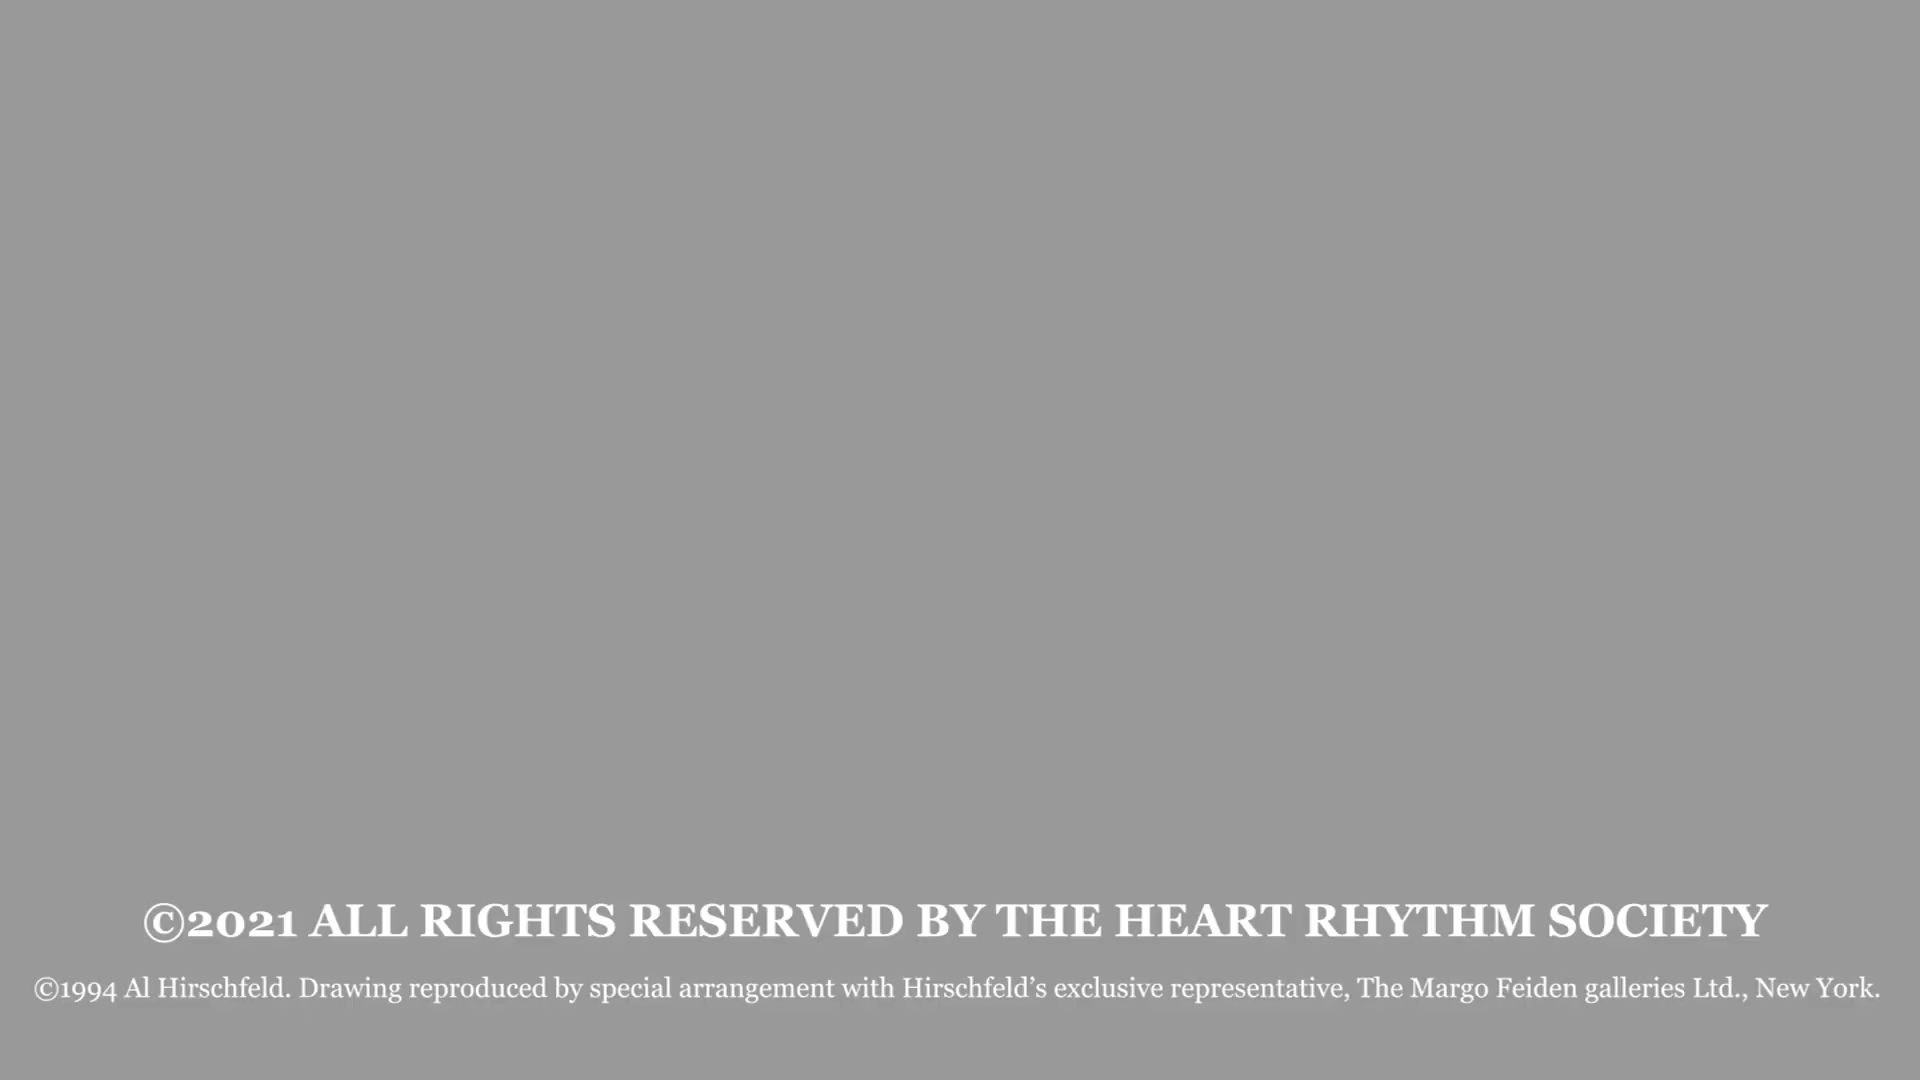 ©2021 ALL RIGHTS RESERVED BY THE HEART RHYTHM SOCIETY
©1994 Al Hirschfeld. Drawing reproduced by special arrangement with Hirschfeld’s exclusive representative, The Margo Feiden galleries Ltd., New York.